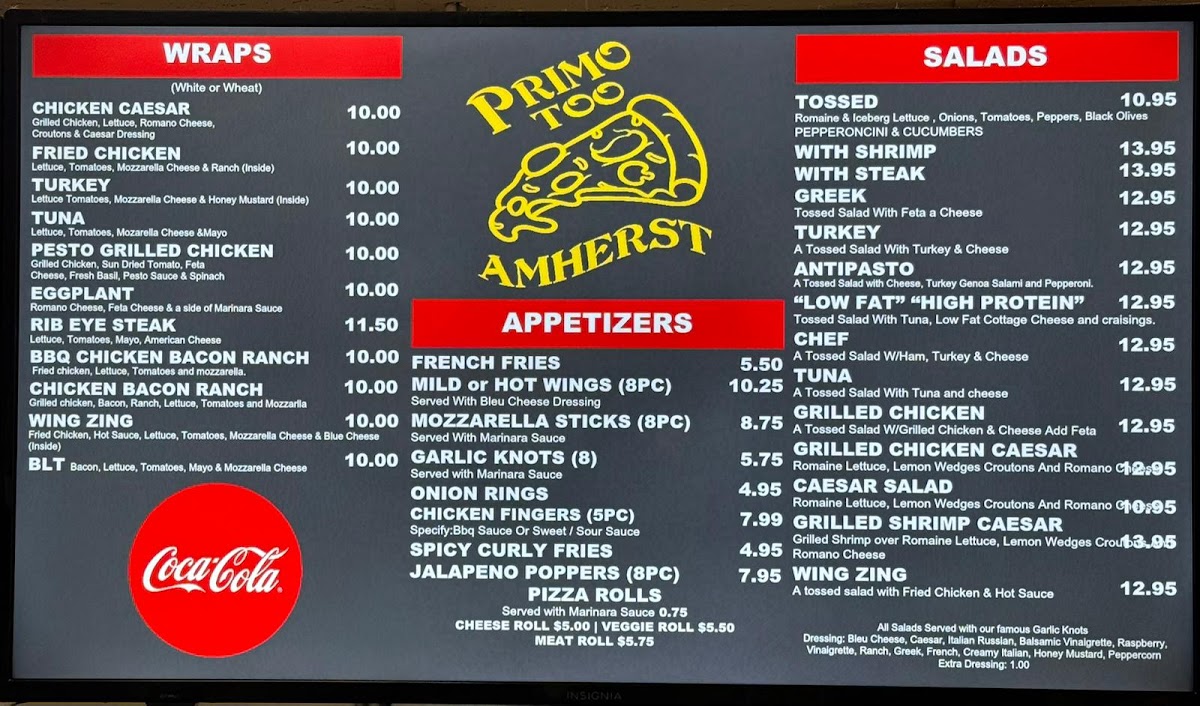 WRAPS
(White or Wheat)
CHICKEN CAESAR 10.00
Grilled Chicken, Lettuce, Romano Cheese,
Croutons & Caesar Dressing
FRIED CHICKEN 10.00
Lettuce, Tomatoes, Mozzarella Cheese & Ranch (Inside)
TURKEY 10.00
Lettuce Tomatoes, Mozzarella Cheese & Honey Mustard (Inside)
TUNA 10.00
Lettuce, Tomatoes, Mozarella Cheese &Mayo
PESTO GRILLED CHICKEN 10.00
Grilled Chicken, Sun Dried Tomato, Feta
Cheese, Fresh Basil, Pesto Sauce & Spinach
EGGPLANT 10.00
Romano Cheese, Feta Cheese & a side of Marinara Sauce
RIB EYE STEAK 11.50
Lettuce, Tomatoes, Mayo, American Cheese
BBQ CHICKEN BACON RANCH 10.00
Fried chicken, Lettuce, Tomatoes and mozzarella.
CHICKEN BACON RANCH 10.00
Grilled chicken, Bacon, Ranch, Lettuce, Tomatoes and Mozzarlla
WING ZING 10.00
Fried Chicken, Hot Sauce, Lettuce, Tomatoes, Mozzarella Cheese & Blue Cheese
(Inside)
BLT Bacon, Lettuce, Tomatoes, Mayo & Mozzarella Cheese 10.00
Coca-Cola
PRIMO
TOO
AMHERST
APPETIZERS
FRENCH FRIES 5.50
MILD or HOT WINGS (8PC) 10.25
Served With Bleu Cheese Dressing
MOZZARELLA STICKS (8PC) 8.75
Served With Marinara Sauce
GARLIC KNOTS (8) 5.75
Served with Marinara Sauce
ONION RINGS 4.95
CHICKEN FINGERS (5PC) 7.99
Specify:Bbq Sauce Or Sweet / Sour Sauce
SPICY CURLY FRIES 4.95
JALAPENO POPPERS (8PC) 7.95
PIZZA ROLLS
Served with Marinara Sauce 0.75
CHEESE ROLL $5.00 | VEGGIE ROLL $5.50
MEAT ROLL $5.75
SALADS
TOSSED 10.95
Romaine & Iceberg Lettuce , Onions, Tomatoes, Peppers, Black Olives
PEPPERONCINI & CUCUMBERS
WITH SHRIMP 13.95
WITH STEAK 13.95
GREEK 12.95
Tossed Salad With Feta a Cheese
TURKEY 12.95
A Tossed Salad With Turkey & Cheese
ANTIPASTO 12.95
A Tossed Salad with Cheese, Turkey Genoa Salami and Pepperoni.
“LOW FAT” “HIGH PROTEIN” 12.95
Tossed Salad With Tuna, Low Fat Cottage Cheese and craisings.
CHEF 12.95
A Tossed Salad W/Ham, Turkey & Cheese
TUNA 12.95
A Tossed Salad With Tuna and cheese
GRILLED CHICKEN 12.95
A Tossed Salad W/Grilled Chicken & Cheese Add Feta
GRILLED CHICKEN CAESAR
Romaine Lettuce, Lemon Wedges Croutons And Romano 12.95
CAESAR SALAD
Romaine Lettuce, Lemon Wedges Croutons And Romano 10.95
GRILLED SHRIMP CAESAR
Grilled Shrimp over Romaine Lettuce, Lemon Wedges 13.95
Romano Cheese
WING ZING 12.95
A tossed salad with Fried Chicken & Hot Sauce
All Salads Served with our famous Garlic Knots
Dressing: Bleu Cheese, Caesar, Italian Russian, Balsamic Vinaigrette, Raspberry,
Vinaigrette, Ranch, Greek, French, Creamy Italian, Honey Mustard, Peppercorn
Extra Dressing: 1.00
INSIGNIA